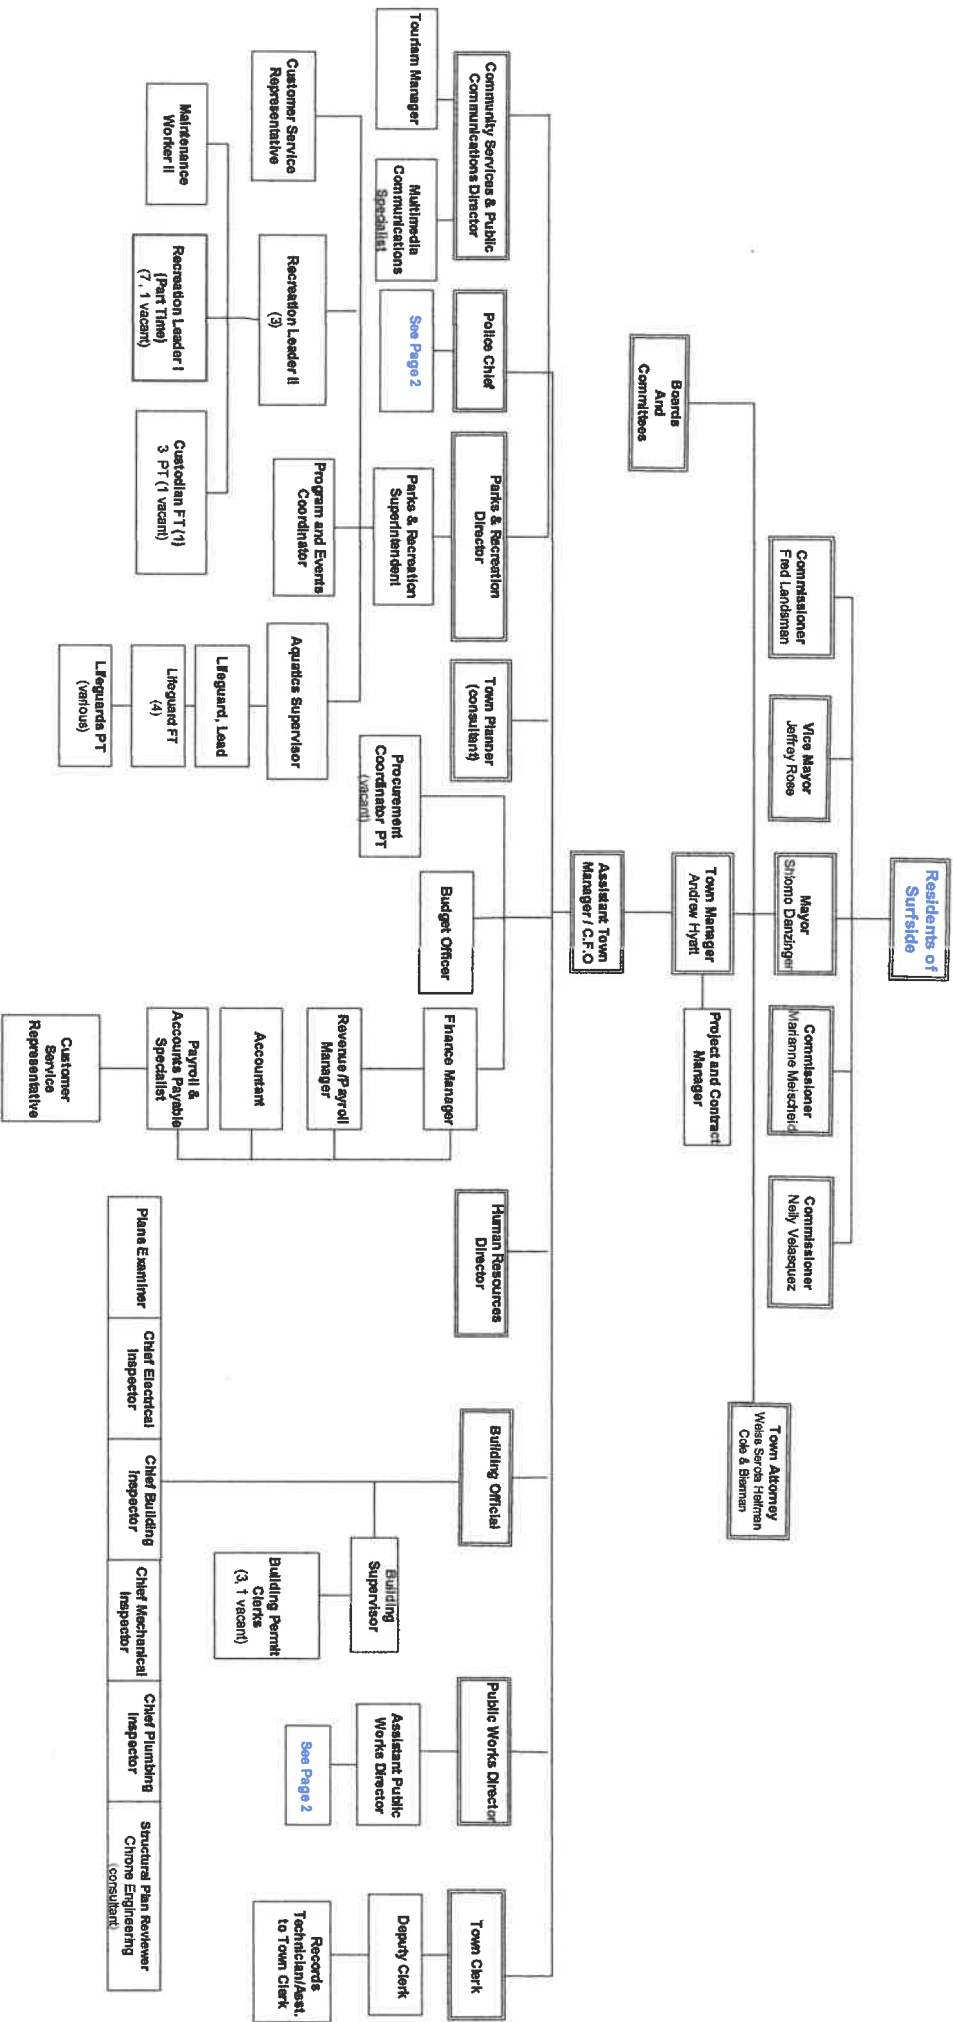 Residents of
Surfside
Commissioner
Fred Landsman
Vice Mayor
Jeffrey Rose
Mayor
Shlomo Danzinger
Commissioner
Marianne Meischeid
Commissioner
Nelly Velasquez
Boards
And
Committees
Town Manager
Andrew Hyatt
Project and Contract
Manager
Town Attorney
Weiss Serota Helfman
Cole & Bierman
Assistant Town
Manager / C.F.O
Community Services & Public
Communications Director
Tourism Manager
Multimedia
Communications
Specialist
Police Chief
See Page 2
Parks & Recreation
Director
Parks & Recreation
Superintendent
Customer Service
Representative
Recreation Leader II
(3)
Program and Events
Coordinator
Aquatics Supervisor
Maintenance
Worker II
Recreation Leader I
(Part Time)
(7, 1 vacant)
Custodian FT (1)
3 PT (1 vacant)
Lifeguard, Lead
Lifeguard FT
(4)
Lifeguards PT
(various)
Town Planner
(consultant)
Procurement
Coordinator PT
(vacant)
Budget Officer
Finance Manager
Revenue/Payroll
Manager
Accountant
Payroll &
Accounts Payable
Specialist
Customer
Service
Representative
Human Resources
Director
Building Official
Building
Supervisor
Building Permit
Clerks
(3, 1 vacant)
Plans Examiner
Chief Electrical
Inspector
Chief Building
Inspector
Chief Mechanical
Inspector
Chief Plumbing
Inspector
Structural Plan Reviewer
Chrone Engineering
(consultant)
Public Works Director
Assistant Public
Works Director
See Page 2
Town Clerk
Deputy Clerk
Records
Technician/Asst.
to Town Clerk